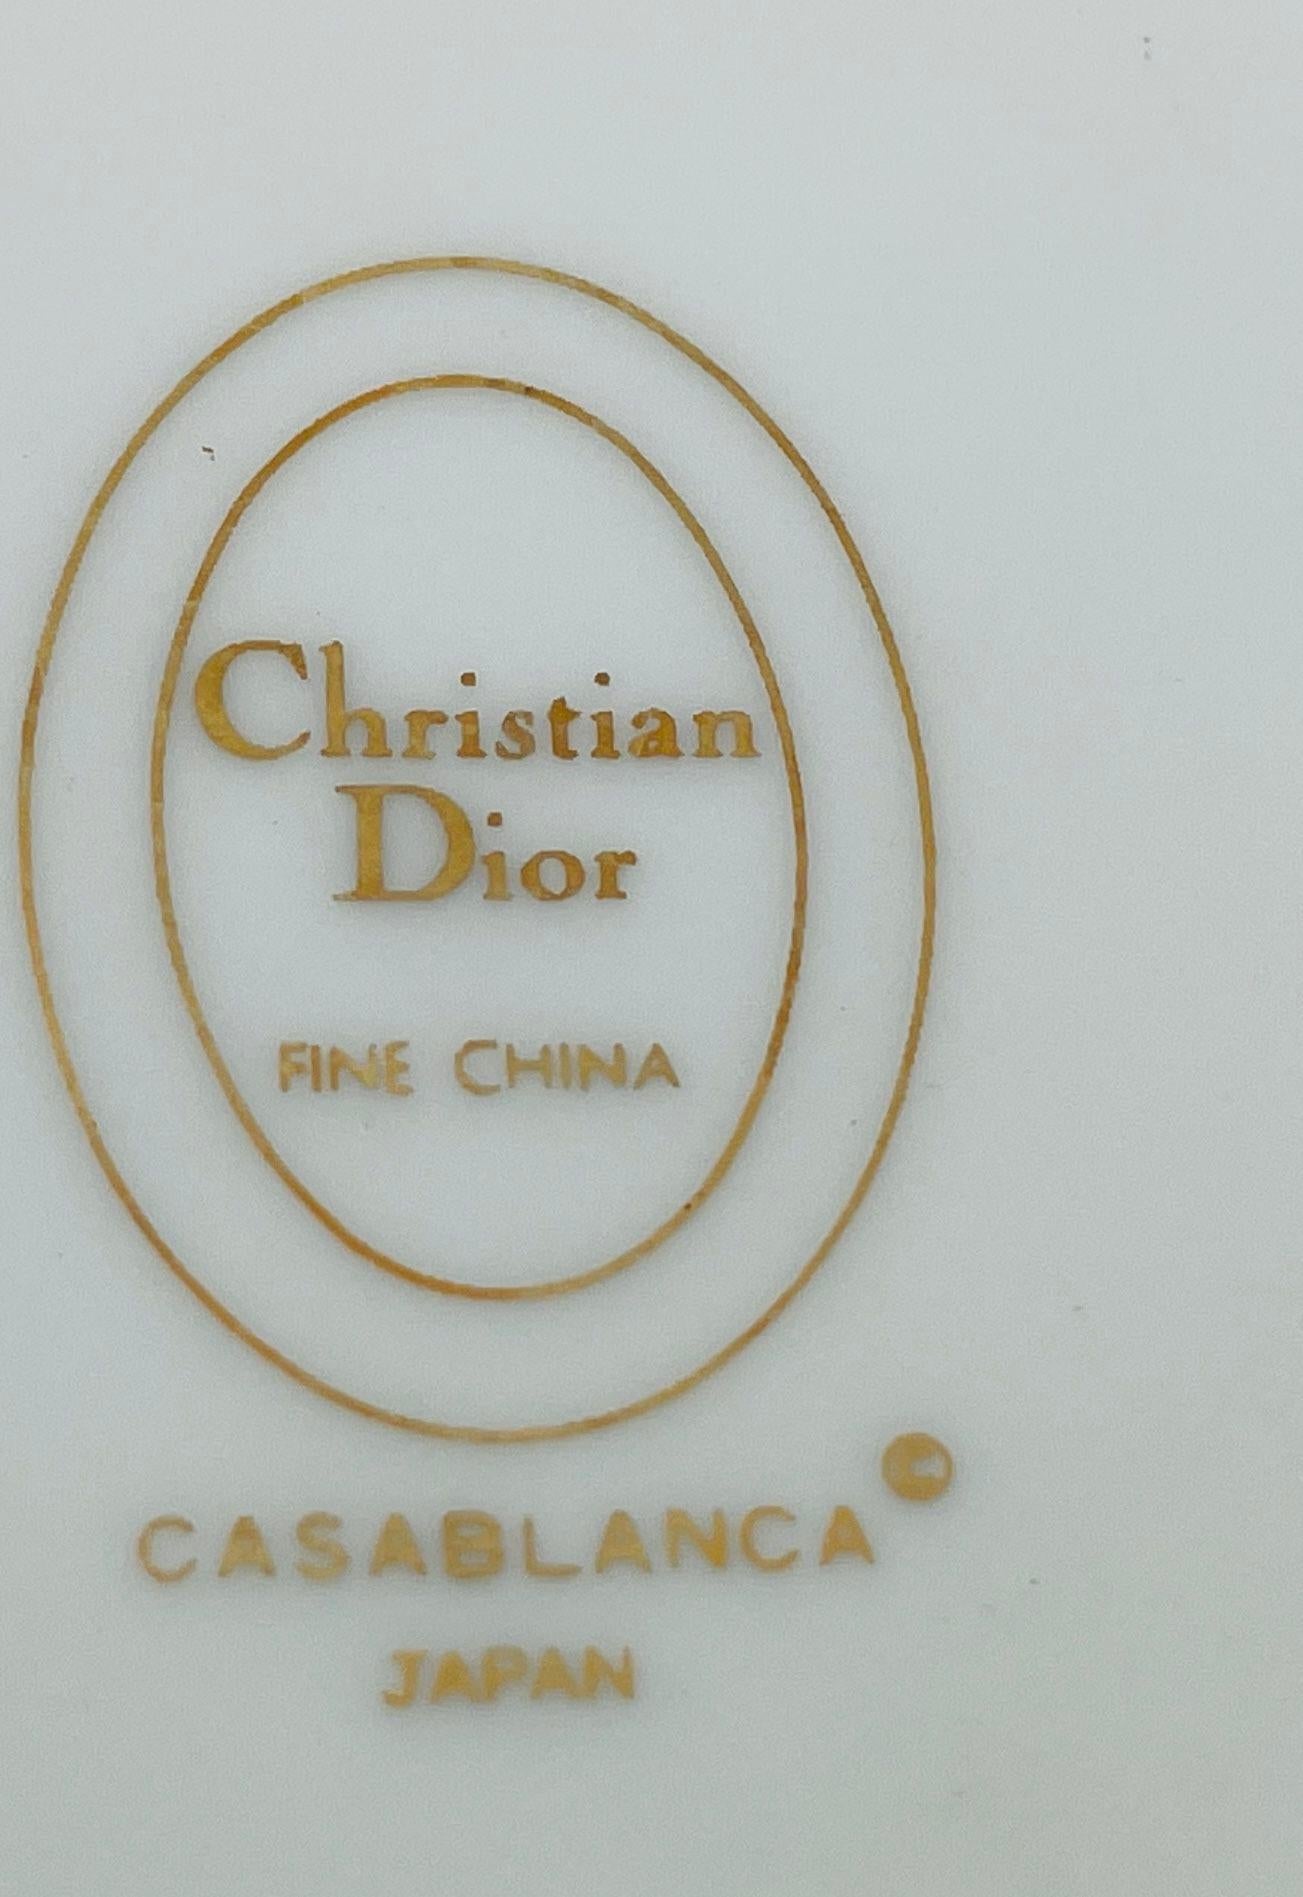 Christian
Dior
FINE CHINA
CASABLANCA©
JAPAN